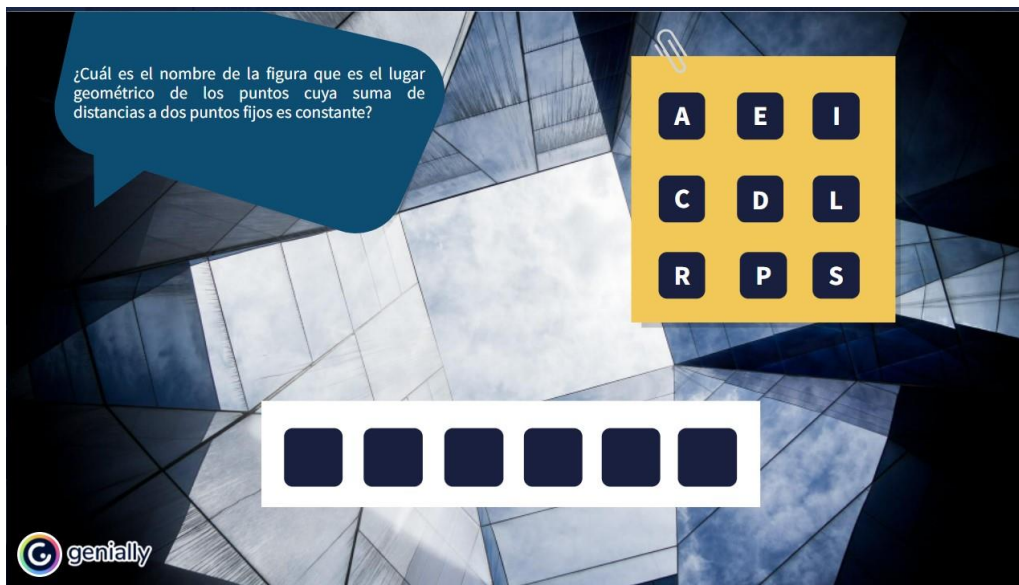 ¿Cuál es el nombre de la figura que es el lugar
geométrico de los puntos cuya suma de
distancias a dos puntos fijos es constante?
A E I
C D L
R P S
genially